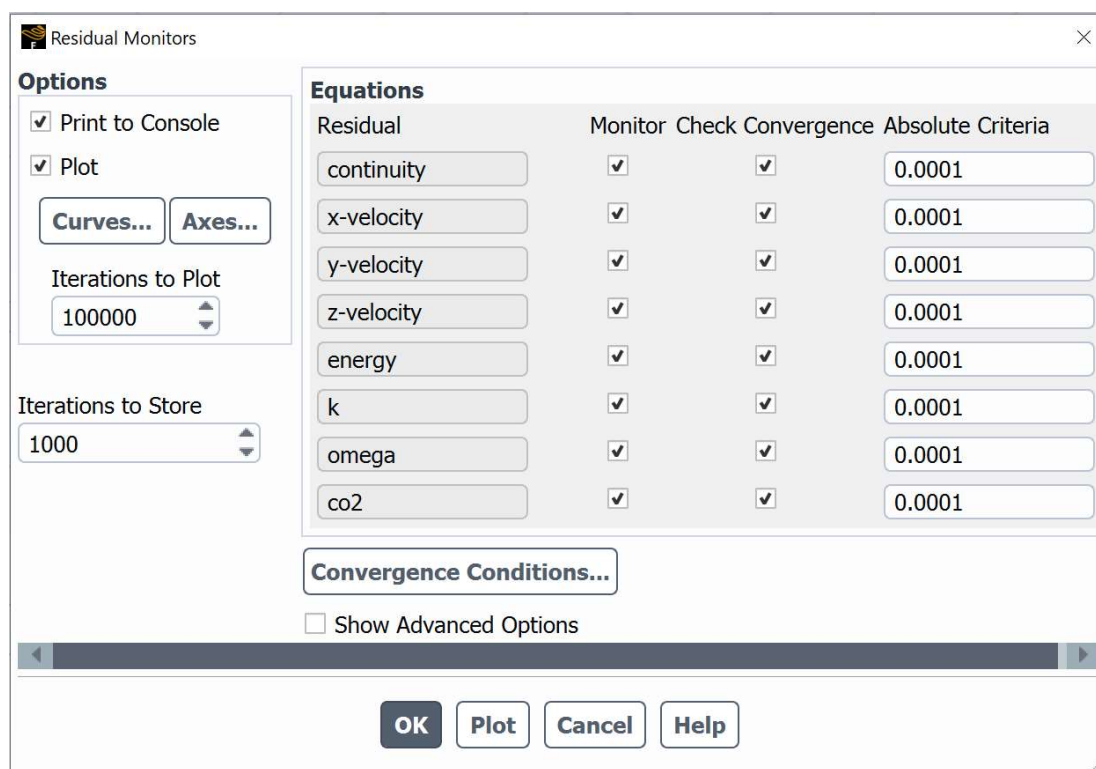 Residual Monitors
Options
Print to Console
Plot
Curves... Axes...
Iterations to Plot
100000
Iterations to Store
1000
Equations
Residual Monitor Check Convergence Absolute Criteria
continuity 0.0001
x-velocity 0.0001
y-velocity 0.0001
z-velocity 0.0001
energy 0.0001
k 0.0001
omega 0.0001
co2 0.0001
Convergence Conditions...
Show Advanced Options
OK Plot Cancel Help